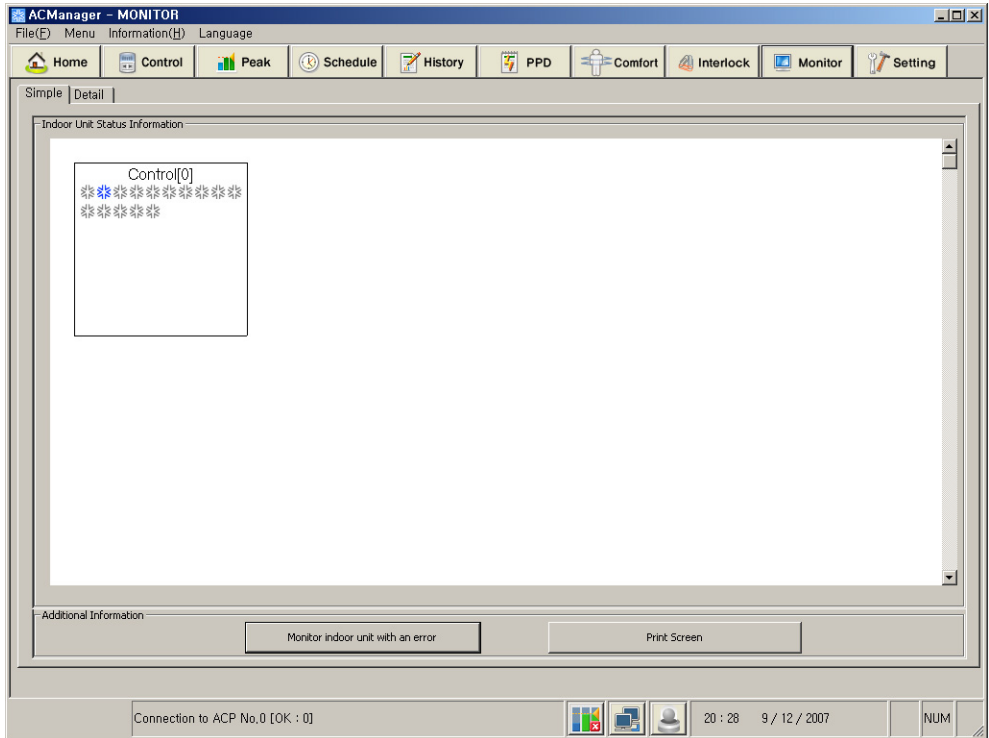 ACManager - MONITOR
File(F) Menu Information(H) Language
Home Control Peak Schedule History PPD Comfort Interlock Monitor Setting
Simple Detail
Indoor Unit Status Information
Control[0]
Additional Information
Monitor indoor unit with an error Print Screen
Connection to ACP No,0 [OK : 0] 20 : 28 9 / 12 / 2007 NUM